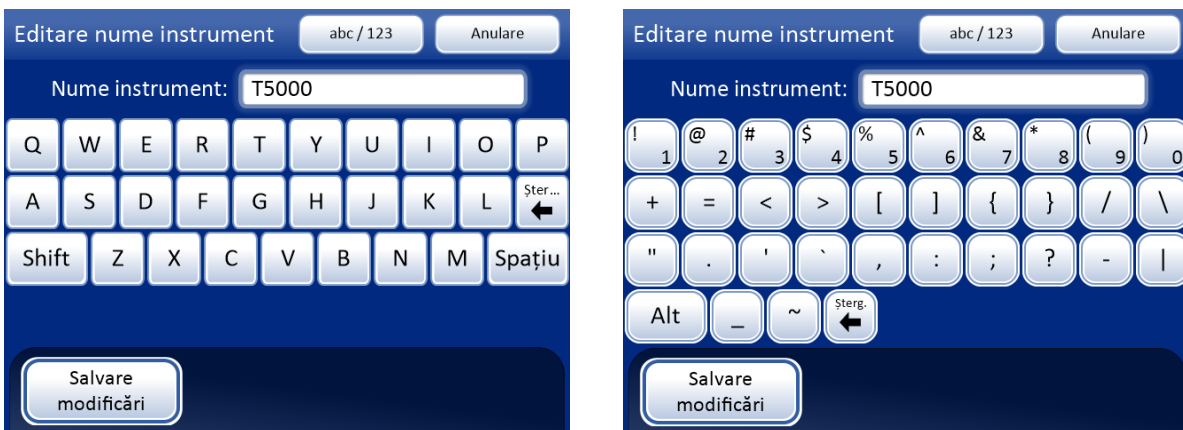 Editare nume instrument abc / 123 Anulare
Nume instrument: T5000
Q W E R T Y U I O P
A S D F G H J K L Șter...
Shift Z X C V B N M Spațiu
Salvare
modificări
Editare nume instrument abc / 123 Anulare
Nume instrument: T5000
! 1 @ 2 # 3 $ 4 % 5 ^ 6 & 7 * 8 ( 9 ) 0
+ = < > [ ] { } / \
" . ' ` , : ; ? - |
Alt _ ~ Șterg.
Salvare
modificări